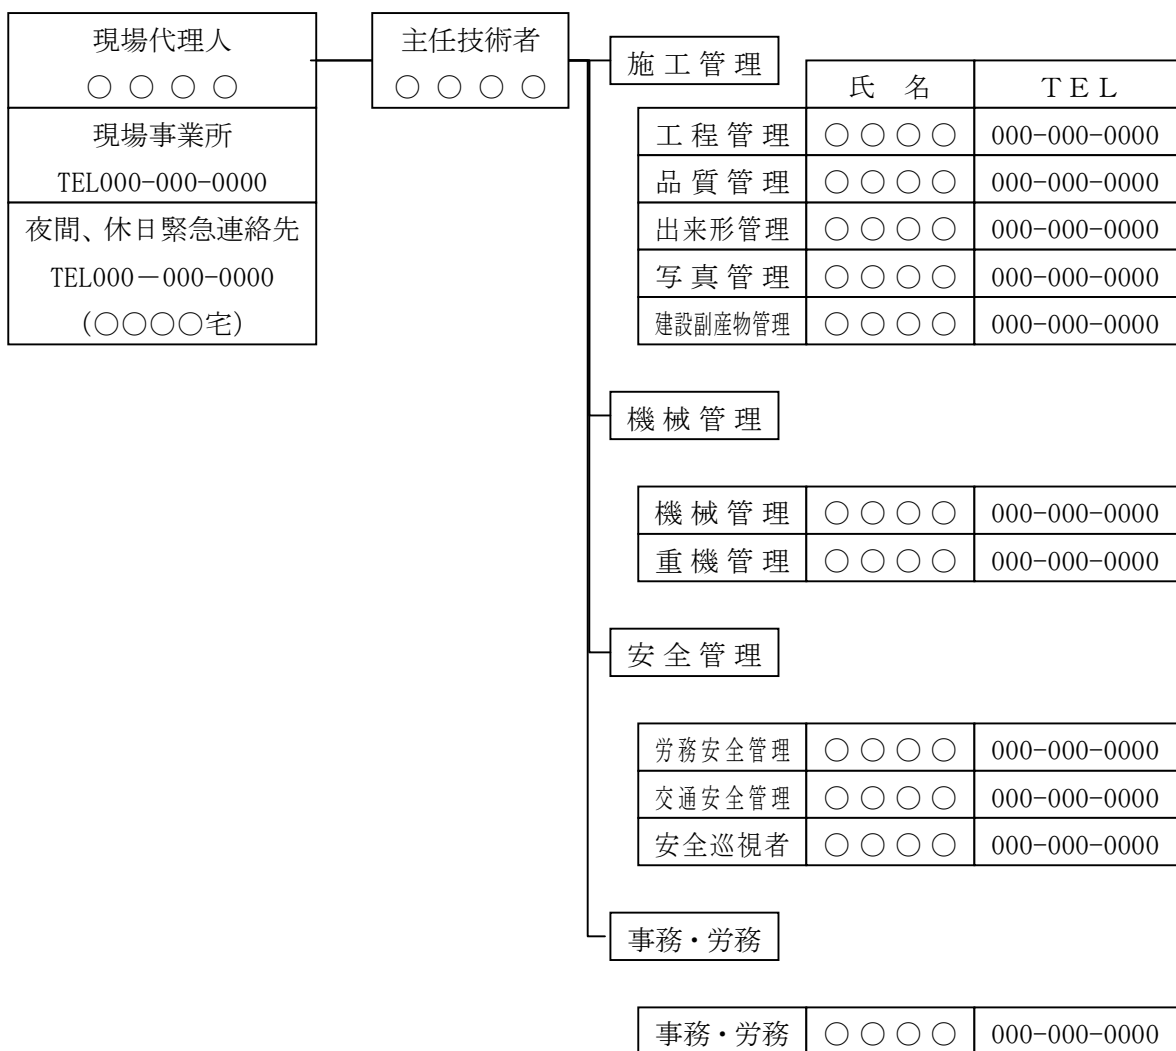 現場代理人
○ ○ ○ ○
現場事業所
TEL000-000-0000
夜間、休日緊急連絡先
TEL000－000-0000
(○○○○宅)
主任技術者
○ ○ ○ ○
施 工 管 理
氏 名 T E L
工 程 管 理 ○ ○ ○ ○ 000-000-0000
品 質 管 理 ○ ○ ○ ○ 000-000-0000
出来形管理 ○ ○ ○ ○ 000-000-0000
写 真 管 理 ○ ○ ○ ○ 000-000-0000
建設副産物管理 ○ ○ ○ ○ 000-000-0000
機 械 管 理
機 械 管 理 ○ ○ ○ ○ 000-000-0000
重 機 管 理 ○ ○ ○ ○ 000-000-0000
安 全 管 理
労務安全管理 ○ ○ ○ ○ 000-000-0000
交通安全管理 ○ ○ ○ ○ 000-000-0000
安全巡視者 ○ ○ ○ ○ 000-000-0000
事務・労務
事務・労務 ○ ○ ○ ○ 000-000-0000